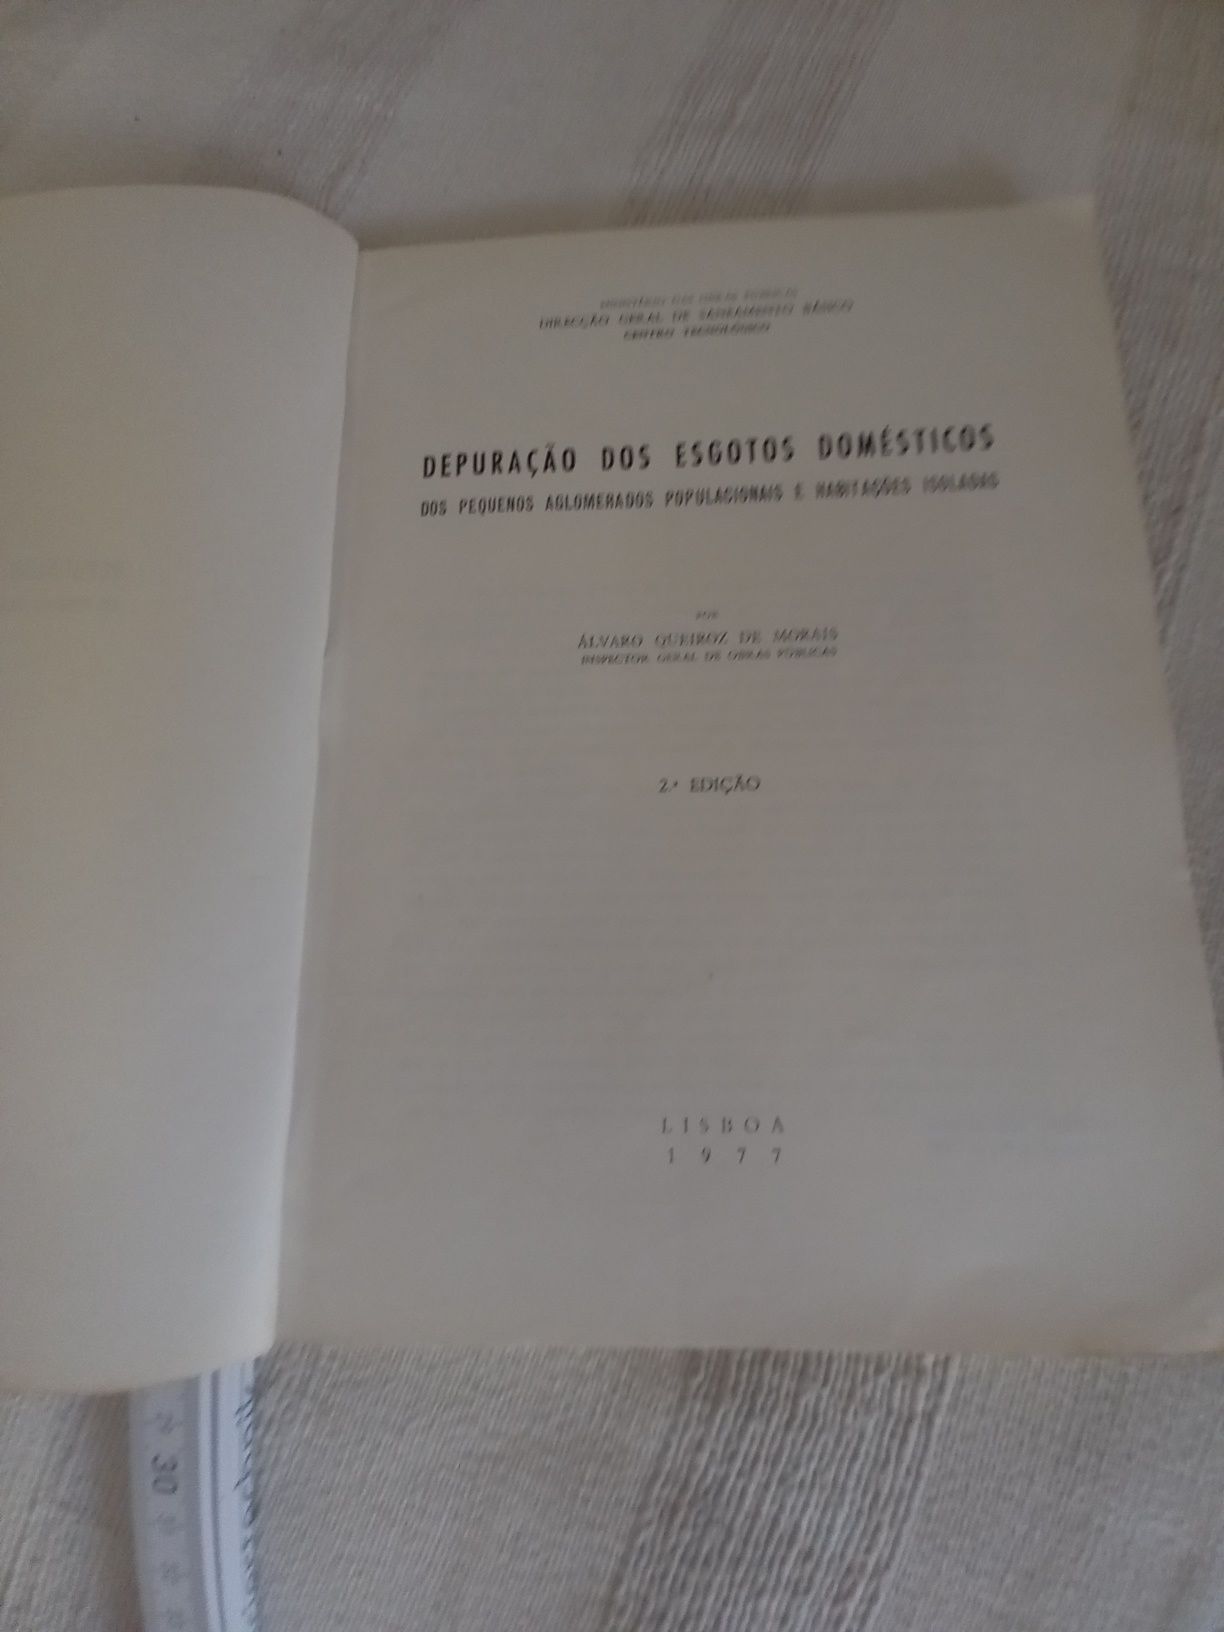 MINISTÉRIO DAS OBRAS PÚBLICAS
DIRECÇÃO GERAL DE SANEAMENTO BÁSICO
CENTRO TECNOLÓGICO
DEPURAÇÃO DOS ESGOTOS DOMÉSTICOS
DOS PEQUENOS AGLOMERADOS POPULACIONAIS E HABITAÇÕES ISOLADAS
POR
ÁLVARO QUEIROZ DE MORAIS
INSPECTOR GERAL DE OBRAS PÚBLICAS
2.ª EDIÇÃO
LISBOA
1977
30